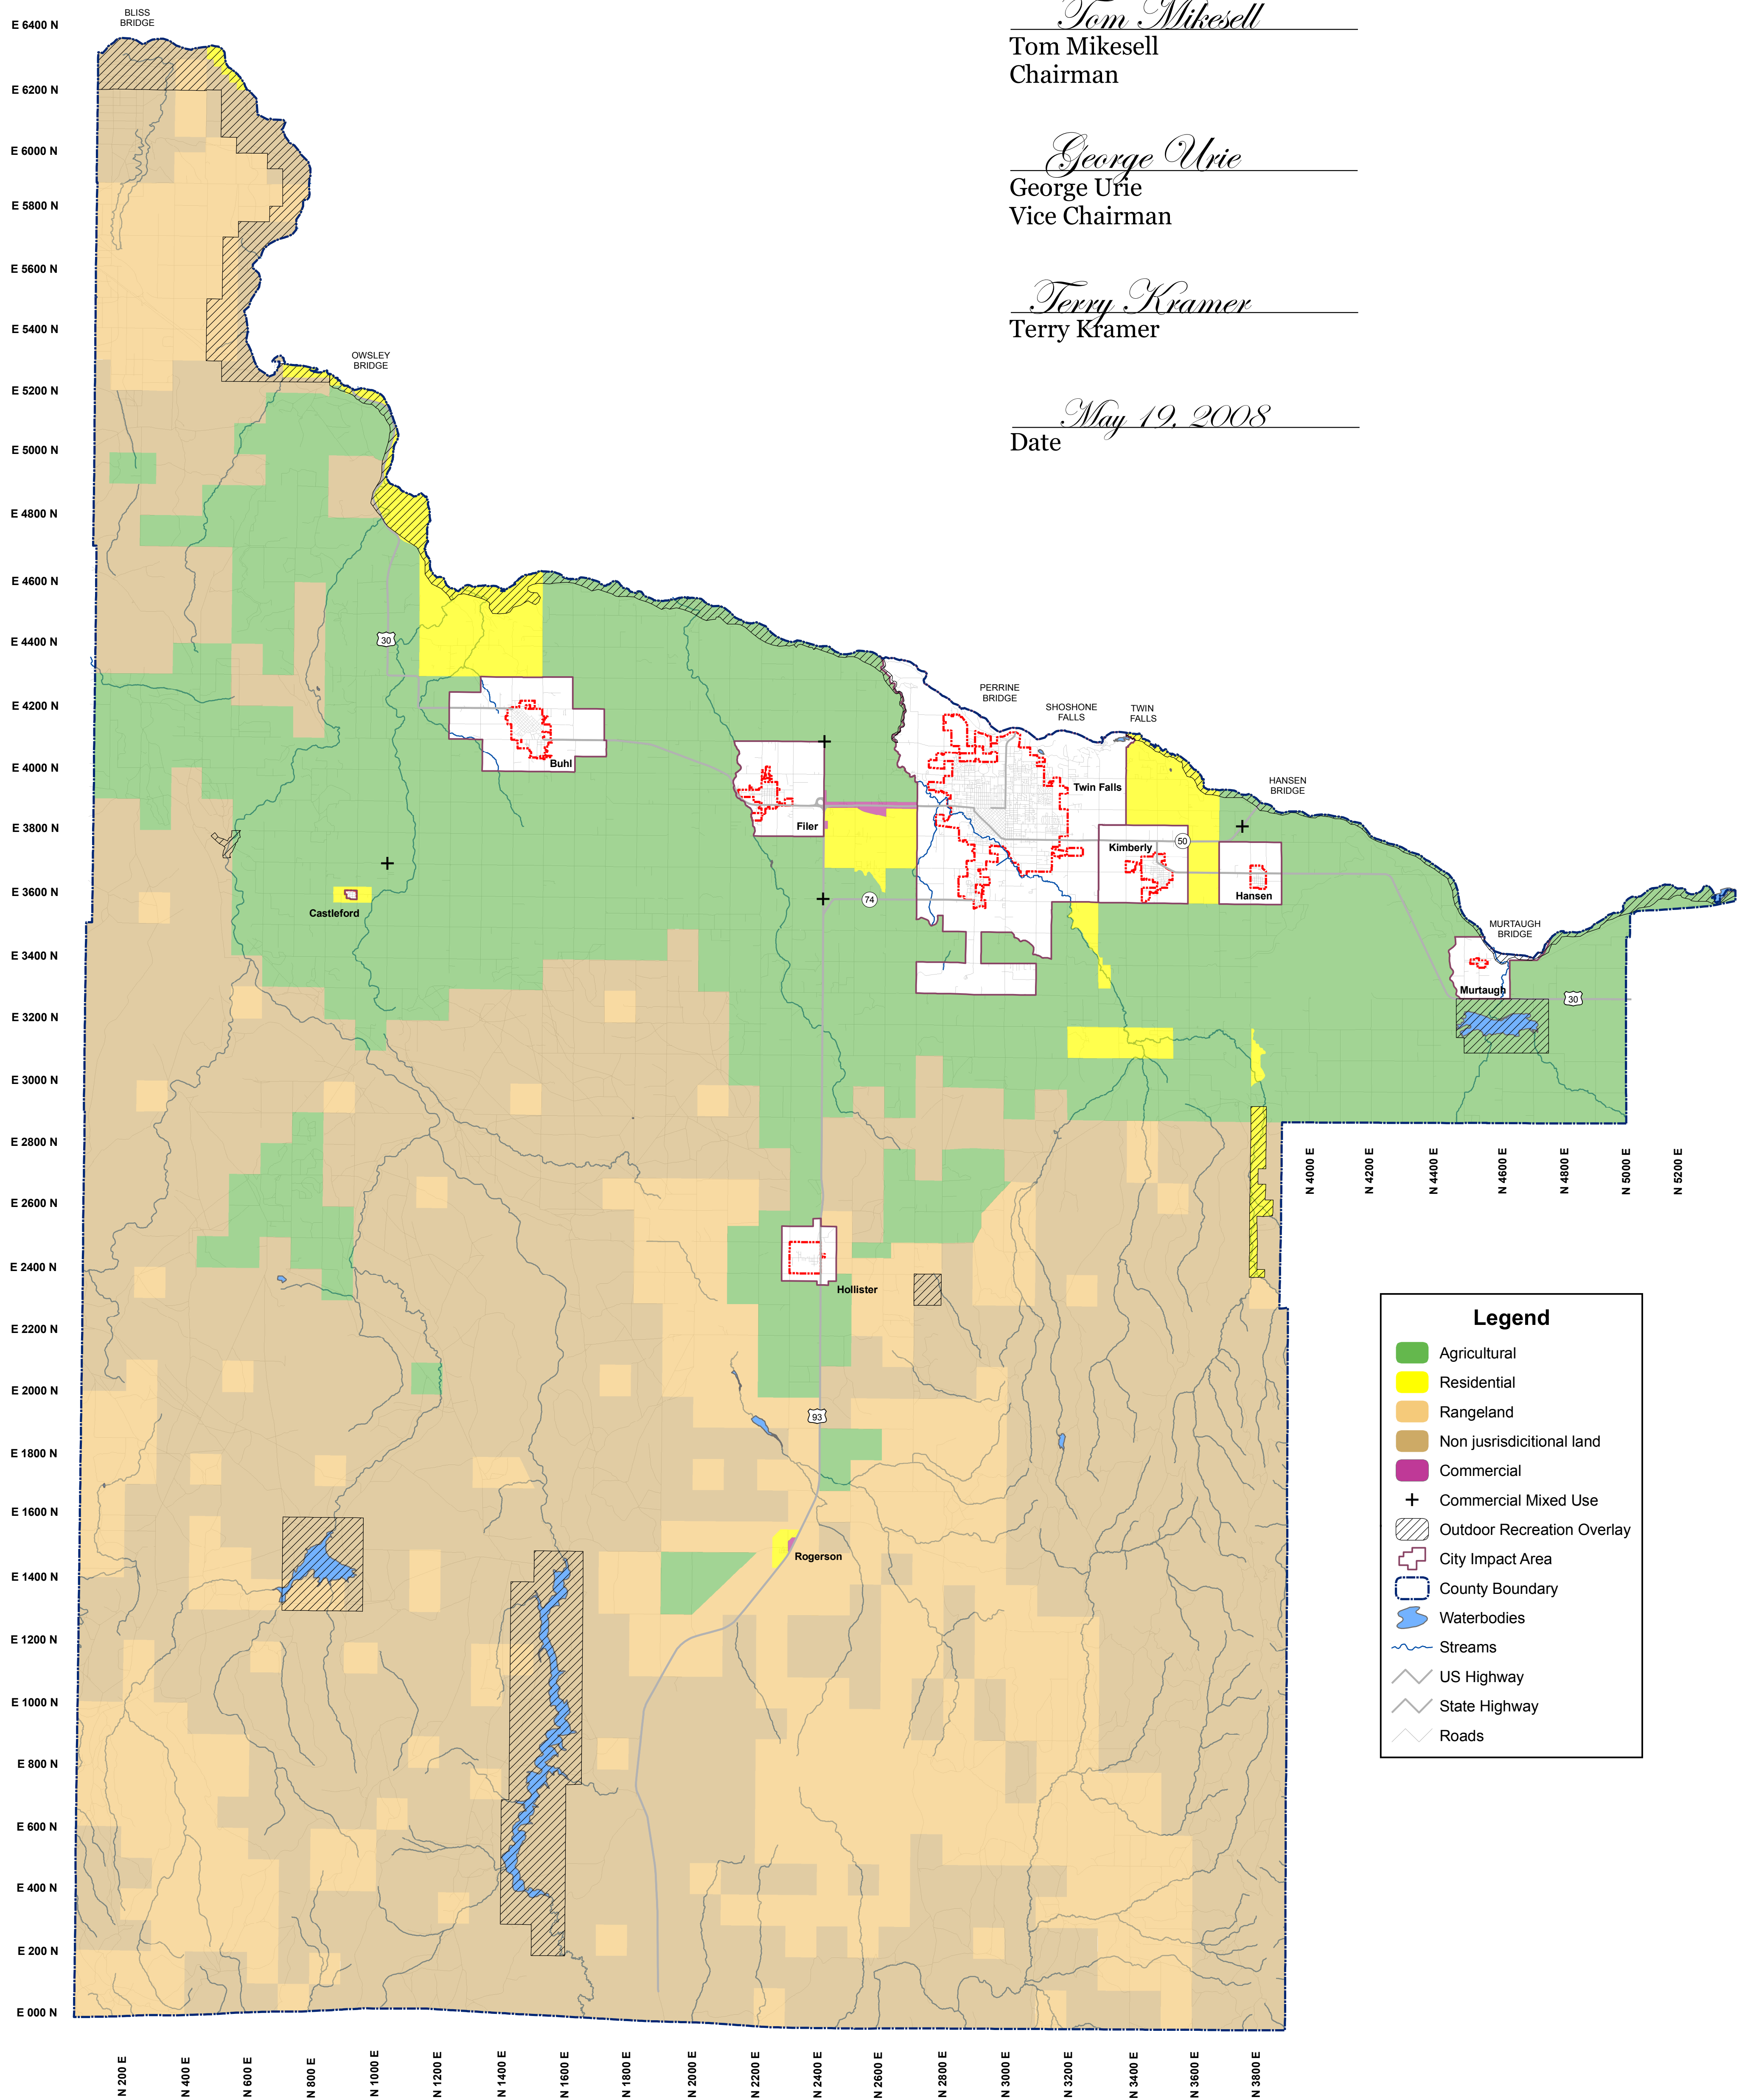 Tom Mikesell
Tom Mikesell
Chairman
George Urie
George Urie
Vice Chairman
Terry Kramer
Terry Kramer
May 19, 2008
Date
BLISS
BRIDGE
OWSLEY
BRIDGE
PERRINE
BRIDGE
SHOSHONE
FALLS
TWIN
FALLS
HANSEN
BRIDGE
MURTAUGH
BRIDGE
E 6400 N
E 6200 N
E 6000 N
E 5800 N
E 5600 N
E 5400 N
E 5200 N
E 5000 N
E 4800 N
E 4600 N
E 4400 N
E 4200 N
E 4000 N
E 3800 N
E 3600 N
E 3400 N
E 3200 N
E 3000 N
E 2800 N
E 2600 N
E 2400 N
E 2200 N
E 2000 N
E 1800 N
E 1600 N
E 1400 N
E 1200 N
E 1000 N
E 800 N
E 600 N
E 400 N
E 200 N
E 000 N
30
Buhl
Filer
Twin Falls
Kimberly
50
Hansen
74
Castleford
Murtaugh
30
Hollister
93
Rogerson
N 4000 E
N 4200 E
N 4400 E
N 4600 E
N 4800 E
N 5000 E
N 5200 E
Legend
Agricultural
Residential
Rangeland
Non jusrisdicitional land
Commercial
Commercial Mixed Use
Outdoor Recreation Overlay
City Impact Area
County Boundary
Waterbodies
Streams
US Highway
State Highway
Roads
N 200 E
N 400 E
N 600 E
N 800 E
N 1000 E
N 1200 E
N 1400 E
N 1600 E
N 1800 E
N 2000 E
N 2200 E
N 2400 E
N 2600 E
N 2800 E
N 3000 E
N 3200 E
N 3400 E
N 3600 E
N 3800 E